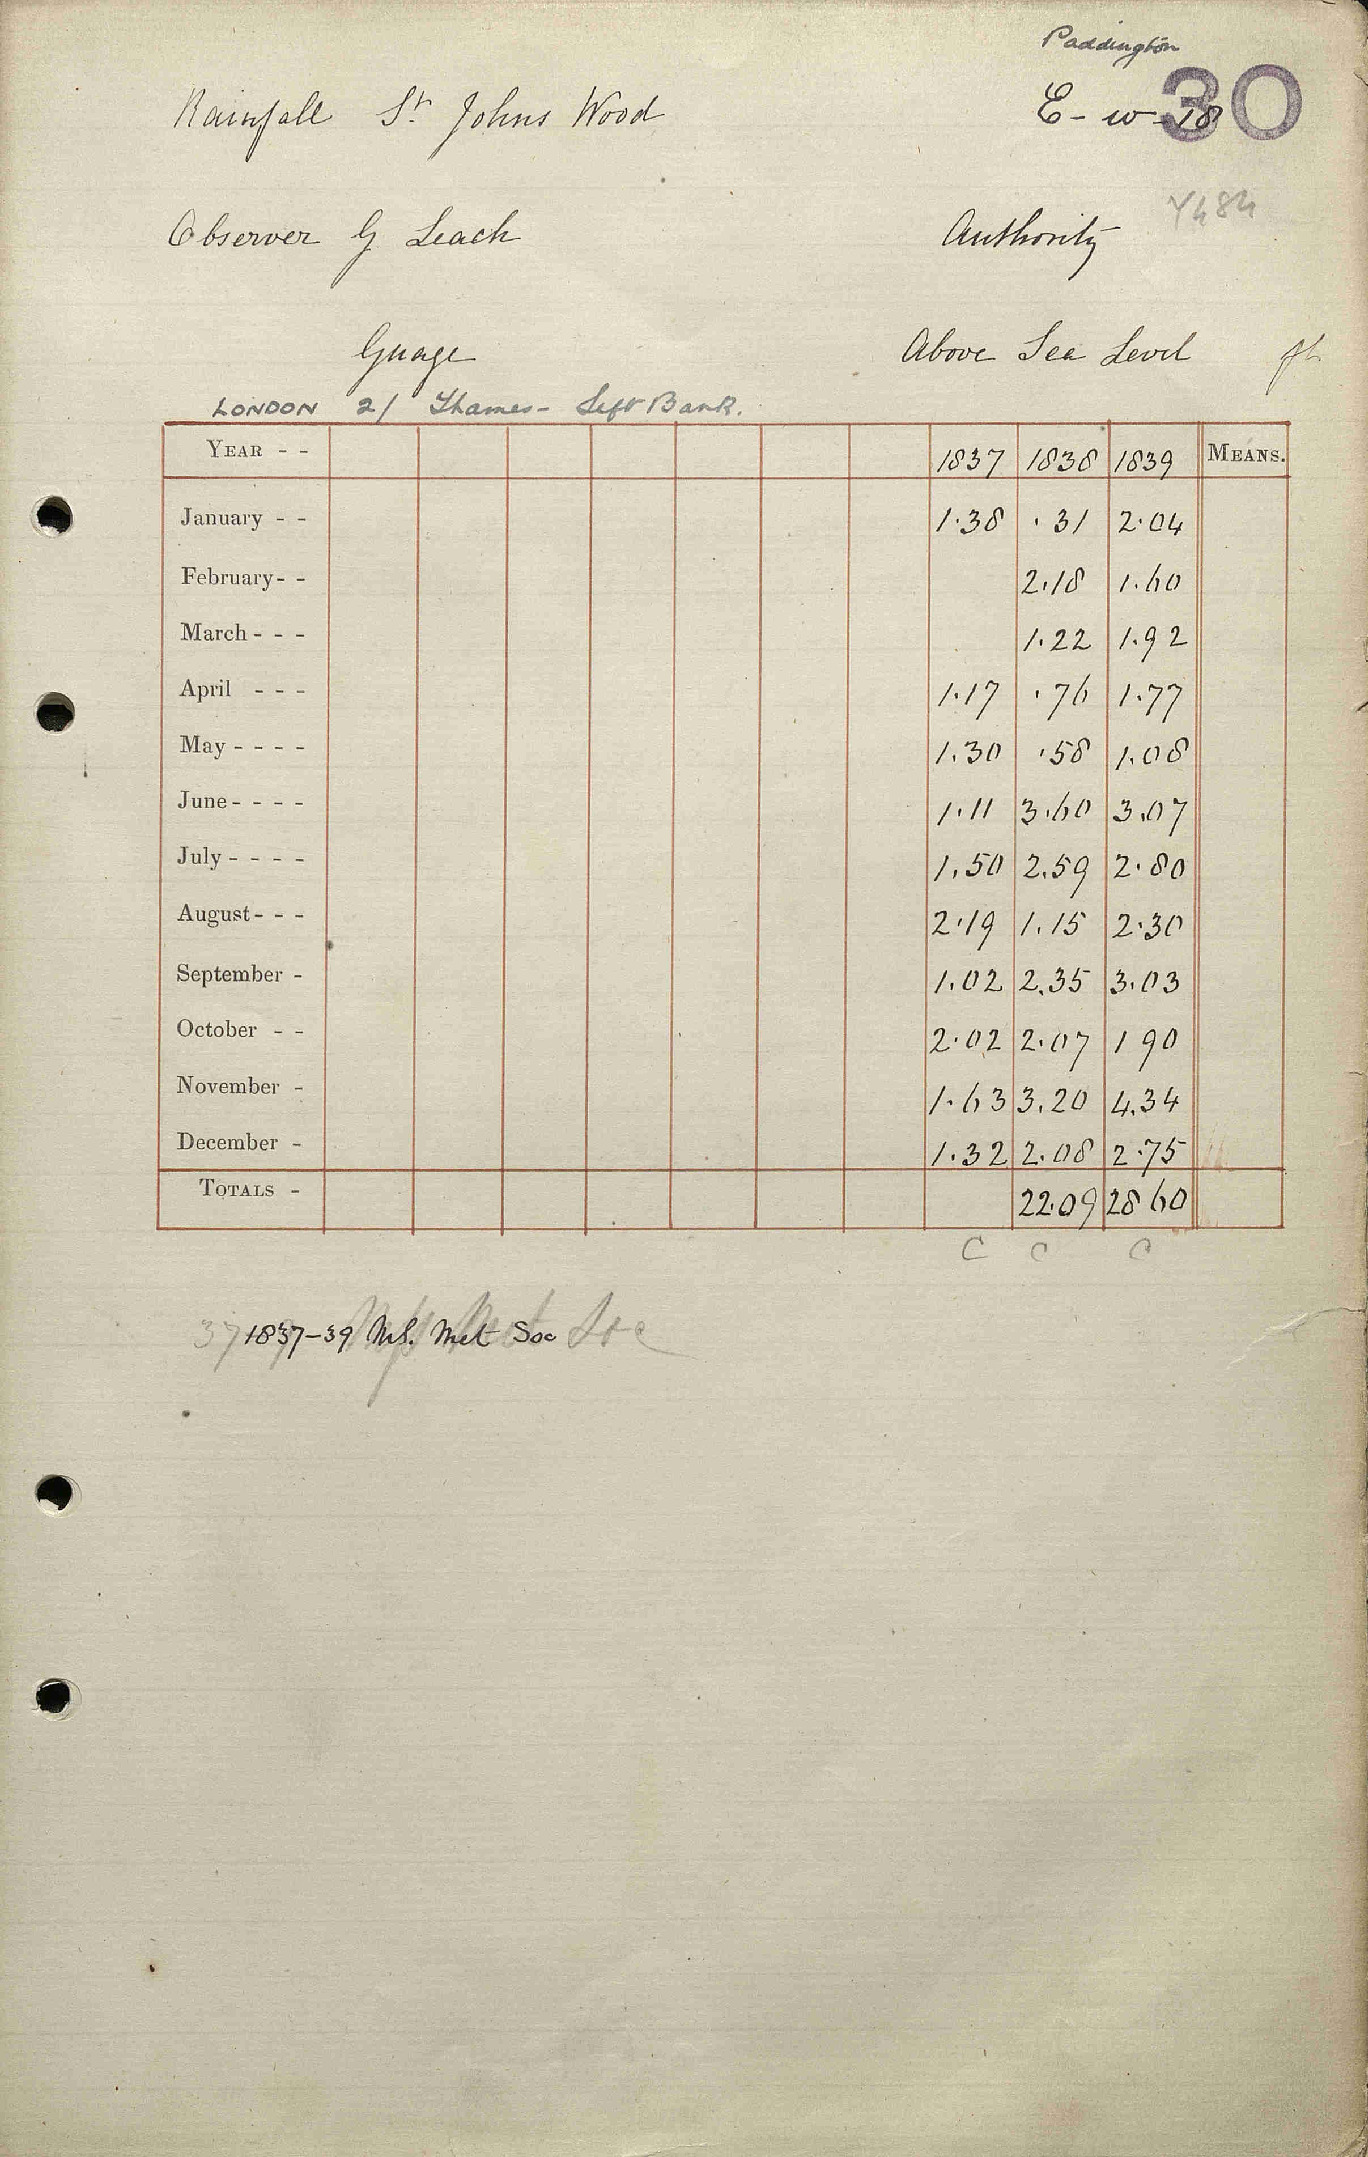 Paddington
Rainfall St. Johns Wood E - w - 18 30
Y484
Observer G Leach Authority
Guage Above Sea Level ft
LONDON 21 Thames - Left Bank.
YEAR - - 1837 1838 1839 MEANS.
January - - 1.38 .31 2.04
February - - 2.18 1.60
March - - - 1.22 1.92
April - - - 1.17 .76 1.77
May - - - - 1.30 .58 1.08
June - - - - 1.11 3.60 3.07
July - - - - 1.50 2.59 2.80
August - - - 2.19 1.15 2.30
September - 1.02 2.35 3.03
October - - 2.02 2.07 1 90
November - 1.63 3.20 4.34
December - 1.32 2.08 2.75
TOTALS - 22.09 28 60
C C C
1837-39 MS. Met Soc